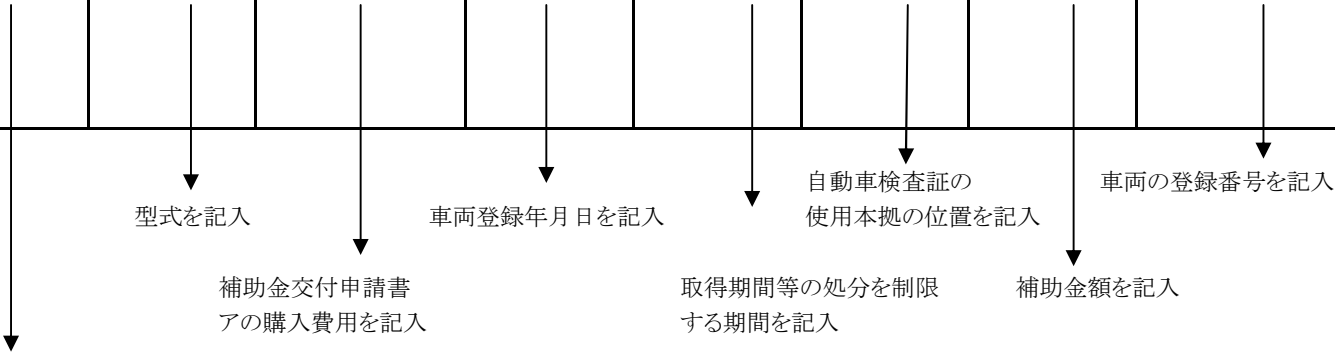 型式を記入
補助金交付申請書
アの購入費用を記入
車両登録年月日を記入
取得期間等の処分を制限
する期間を記入
自動車検査証の
使用本拠の位置を記入
補助金額を記入
車両の登録番号を記入